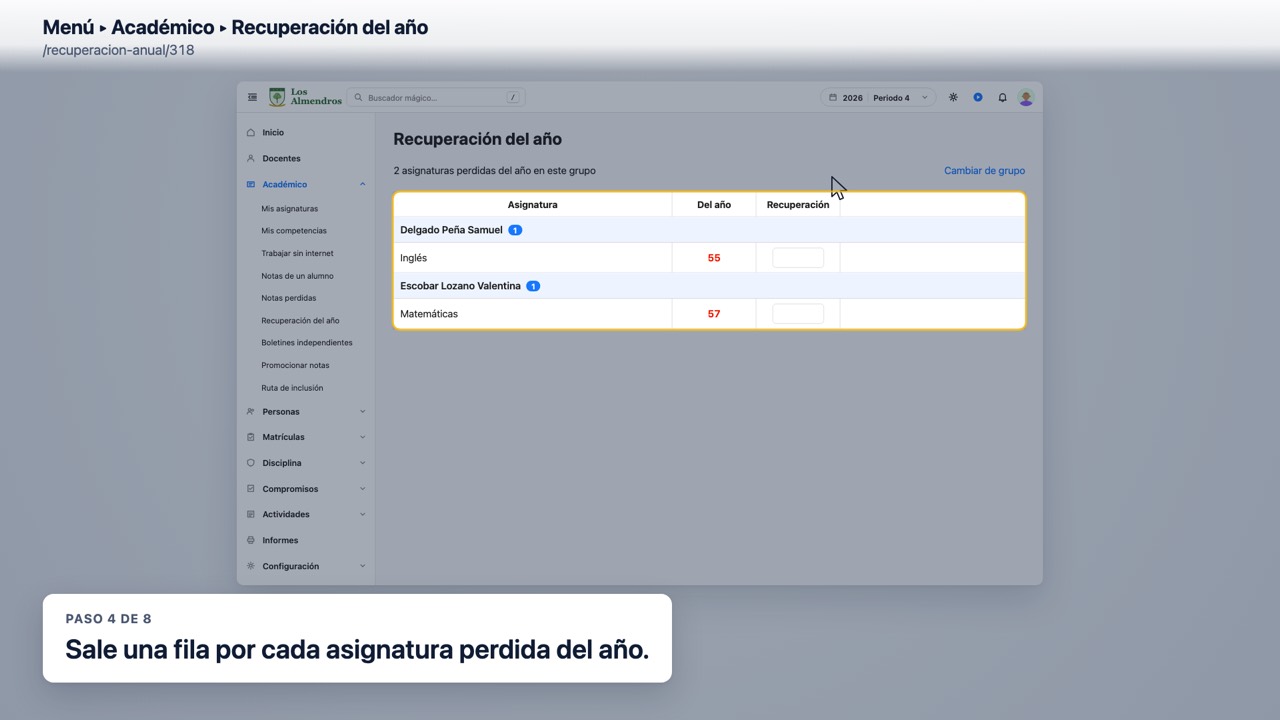 Menú ▸ Académico ▸ Recuperación del año
/recuperacion-anual/318
Los Almendros
Buscador mágico...
/
2026
Periodo 4
Inicio
Docentes
Académico
Mis asignaturas
Mis competencias
Trabajar sin internet
Notas de un alumno
Notas perdidas
Recuperación del año
Boletines independientes
Promocionar notas
Ruta de inclusión
Personas
Matrículas
Disciplina
Compromisos
Actividades
Informes
Configuración
Recuperación del año
2 asignaturas perdidas del año en este grupo
Cambiar de grupo
Asignatura Del año Recuperación
Delgado Peña Samuel 1
Inglés 55
Escobar Lozano Valentina 1
Matemáticas 57
PASO 4 DE 8
Sale una fila por cada asignatura perdida del año.